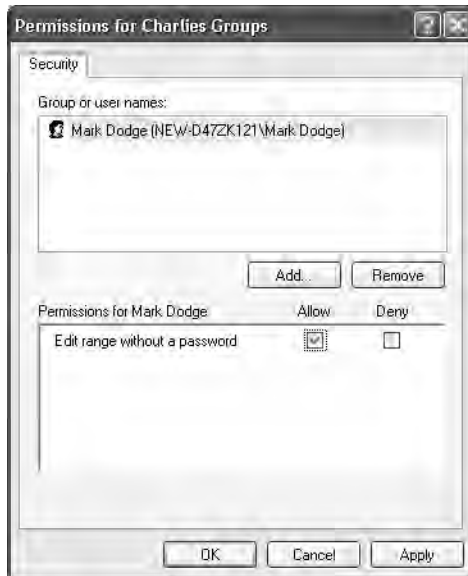 Permissions for Charlies Groups
Security
Group or user names:
Mark Dodge (NEW-D47ZK121\Mark Dodge)
Add...
Remove
Permissions for Mark Dodge
Allow
Deny
Edit range without a password
OK
Cancel
Apply